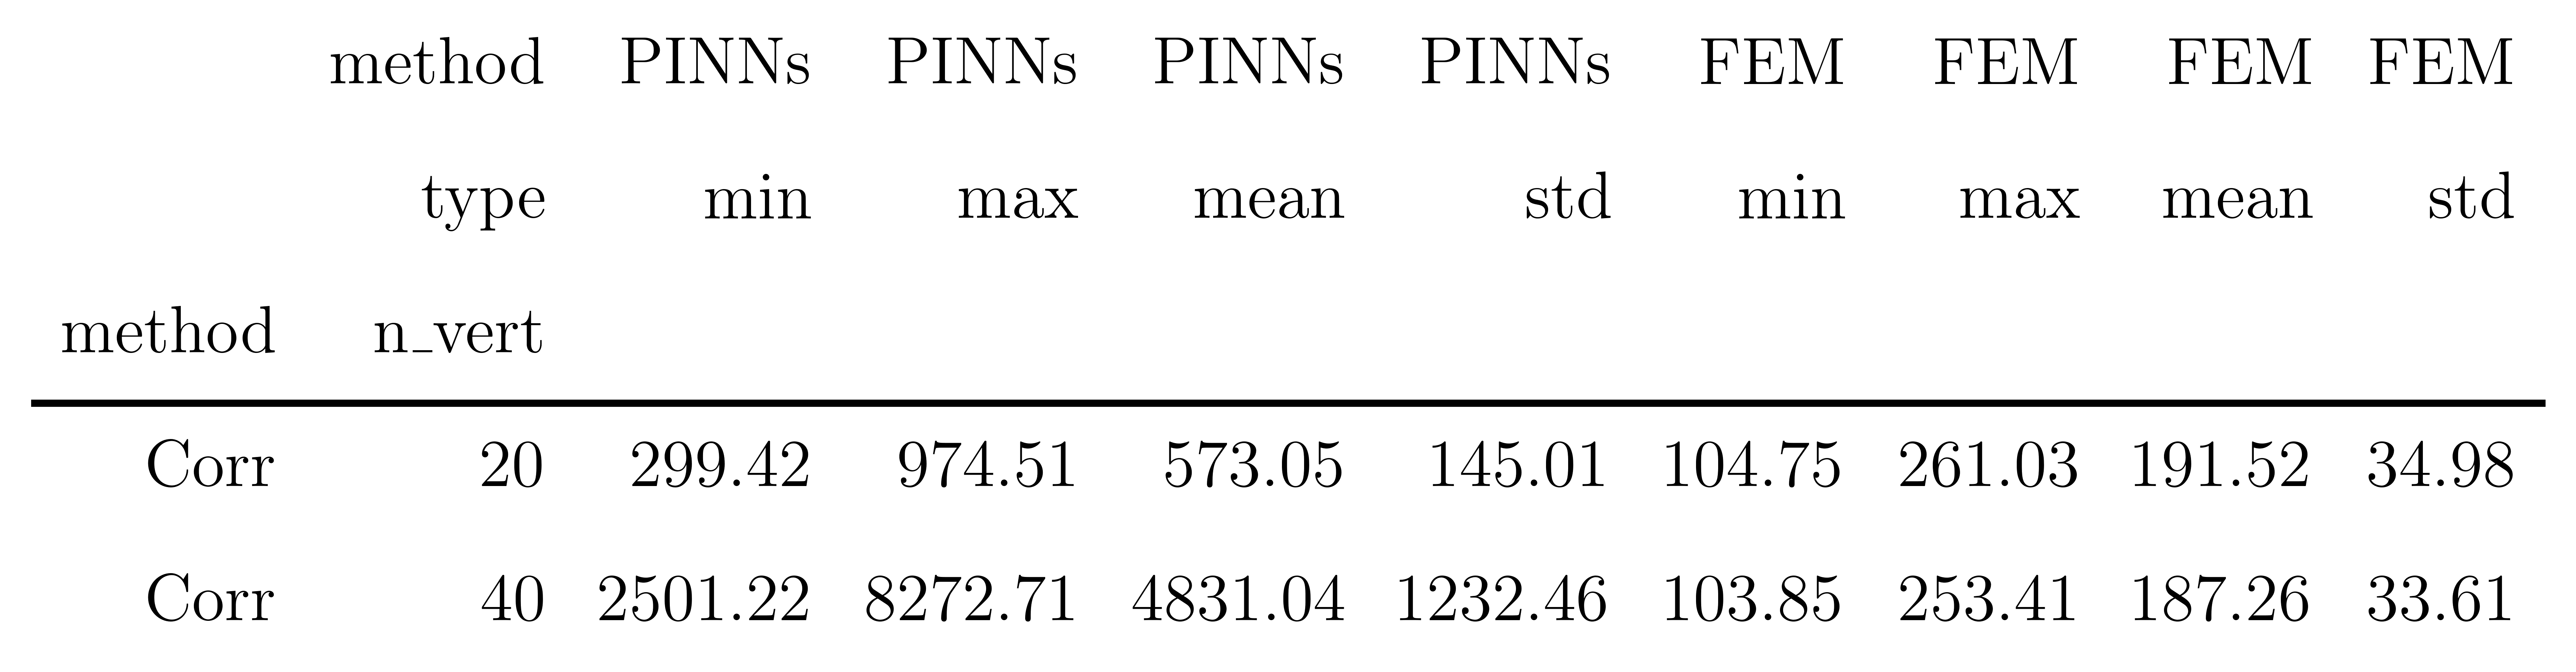 method PINNs PINNs PINNs PINNs FEM FEM FEM FEM
type min max mean std min max mean std
method n_vert
Corr 20 299.42 974.51 573.05 145.01 104.75 261.03 191.52 34.98
Corr 40 2501.22 8272.71 4831.04 1232.46 103.85 253.41 187.26 33.61